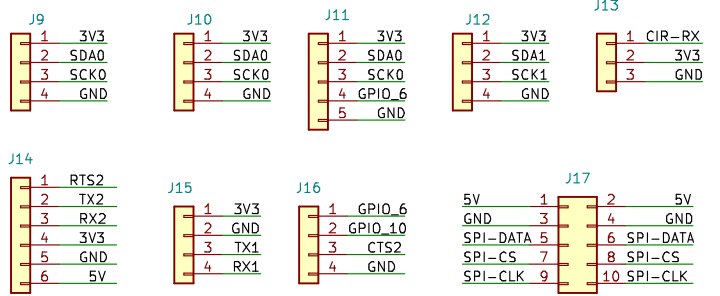 J9
1 3V3
2 SDA0
3 SCK0
4 GND
J10
1 3V3
2 SDA0
3 SCK0
4 GND
J11
1 3V3
2 SDA0
3 SCK0
4 GPIO_6
5 GND
J12
1 3V3
2 SDA1
3 SCK1
4 GND
J13
1 CIR-RX
2 3V3
3 GND
J14
1 RTS2
2 TX2
3 RX2
4 3V3
5 GND
6 5V
J15
1 3V3
2 GND
3 TX1
4 RX1
J16
1 GPIO_6
2 GPIO_10
3 CTS2
4 GND
J17
5V 1 2 5V
GND 3 4 GND
SPI-DATA 5 6 SPI-DATA
SPI-CS 7 8 SPI-CS
SPI-CLK 9 10 SPI-CLK